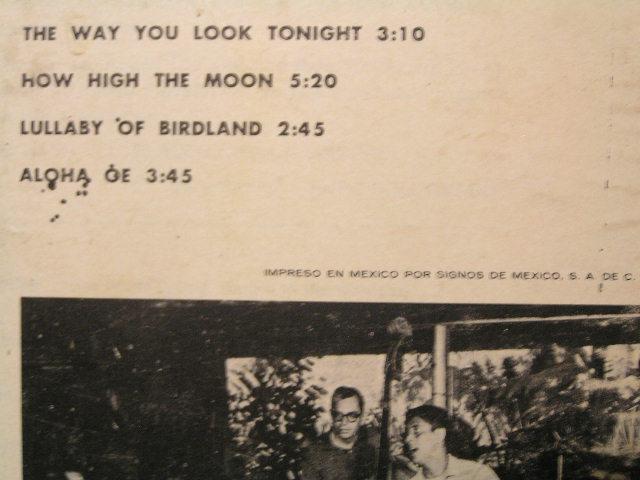 THE WAY YOU LOOK TONIGHT 3:10
HOW HIGH THE MOON 5:20
LULLABY OF BIRDLAND 2:45
ALOHA OE 3:45
IMPRESO EN MEXICO POR SIGNOS DE MEXICO, S. A. DE C.